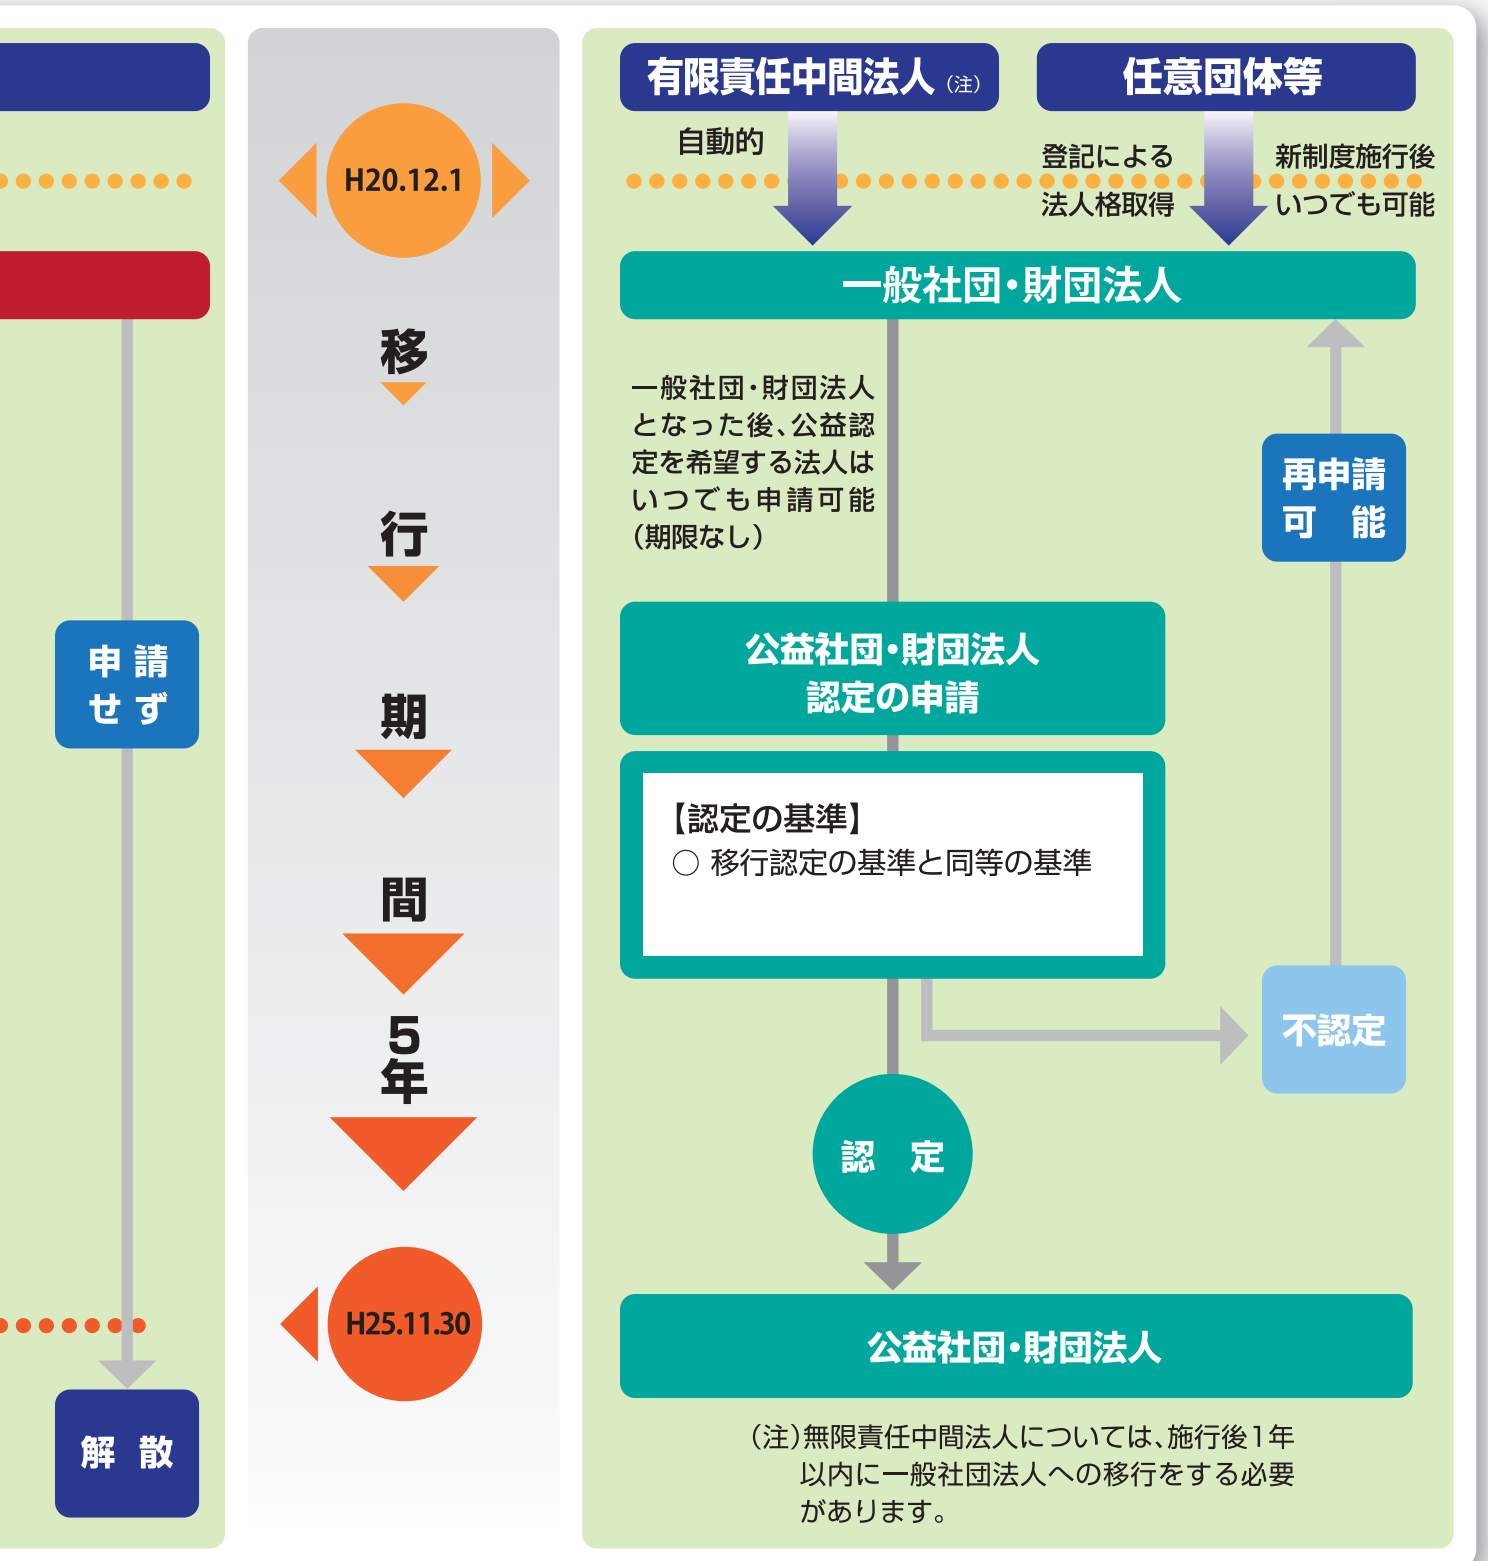 申請
せず
解散
H20.12.1
移
行
期
間
5
年
H25.11.30
有限責任中間法人（注）
任意団体等
自動的
登記による
法人格取得
新制度施行後
いつでも可能
一般社団・財団法人
一般社団・財団法人
となった後、公益認
定を希望する法人は
いつでも申請可能
（期限なし）
再申請
可能
公益社団・財団法人
認定の申請
【認定の基準】
○ 移行認定の基準と同等の基準
不認定
認定
公益社団・財団法人
（注）無限責任中間法人については、施行後1年
以内に一般社団法人への移行をする必要
があります。